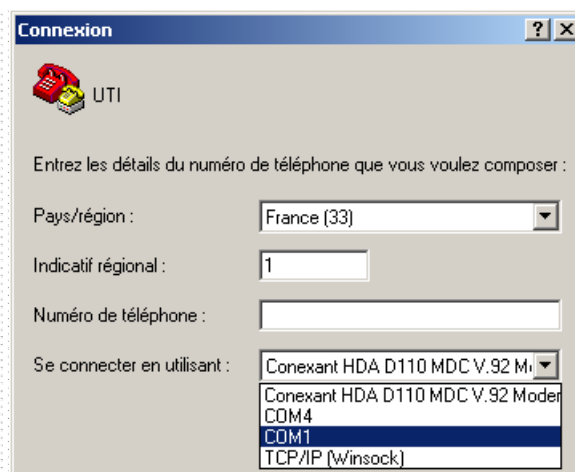 Connexion
UTI
Entrez les détails du numéro de téléphone que vous voulez composer :
Pays/région : France (33)
Indicatif régional : 1
Numéro de téléphone :
Se connecter en utilisant : Conexant HDA D110 MDC V.92 M
Conexant HDA D110 MDC V.92 Moder
COM4
COM1
TCP/IP (Winsock)